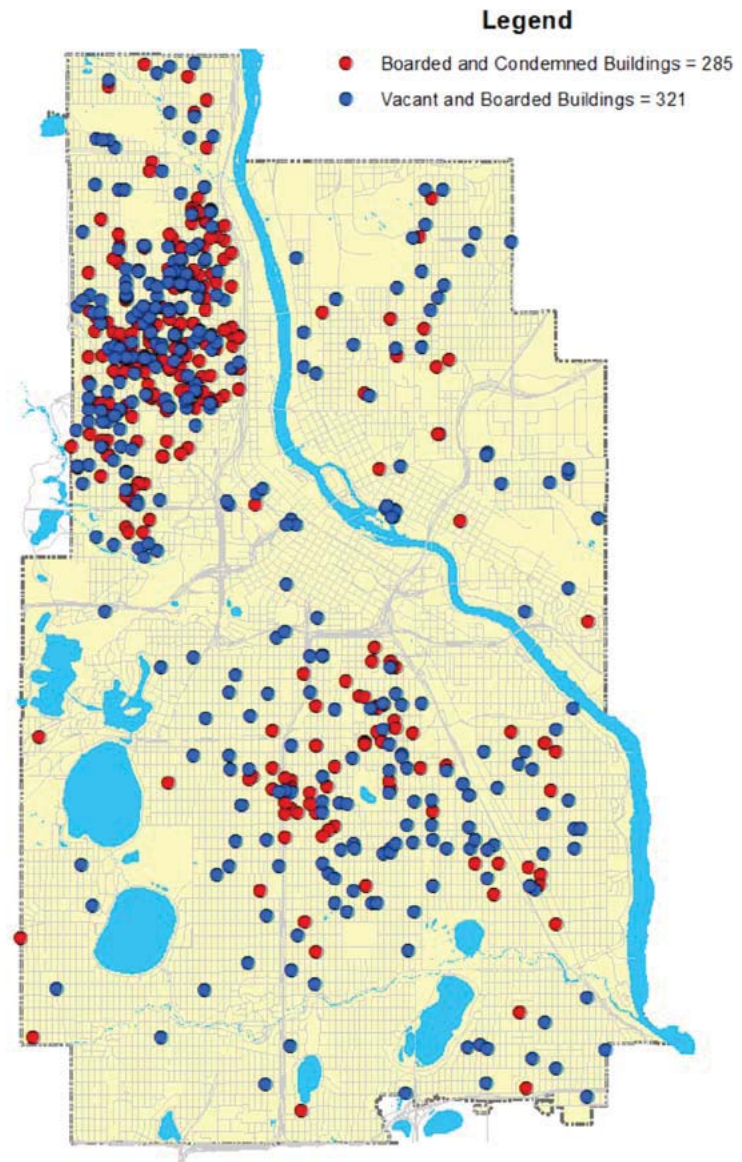 Legend
Boarded and Condemned Buildings = 285
Vacant and Boarded Buildings = 321